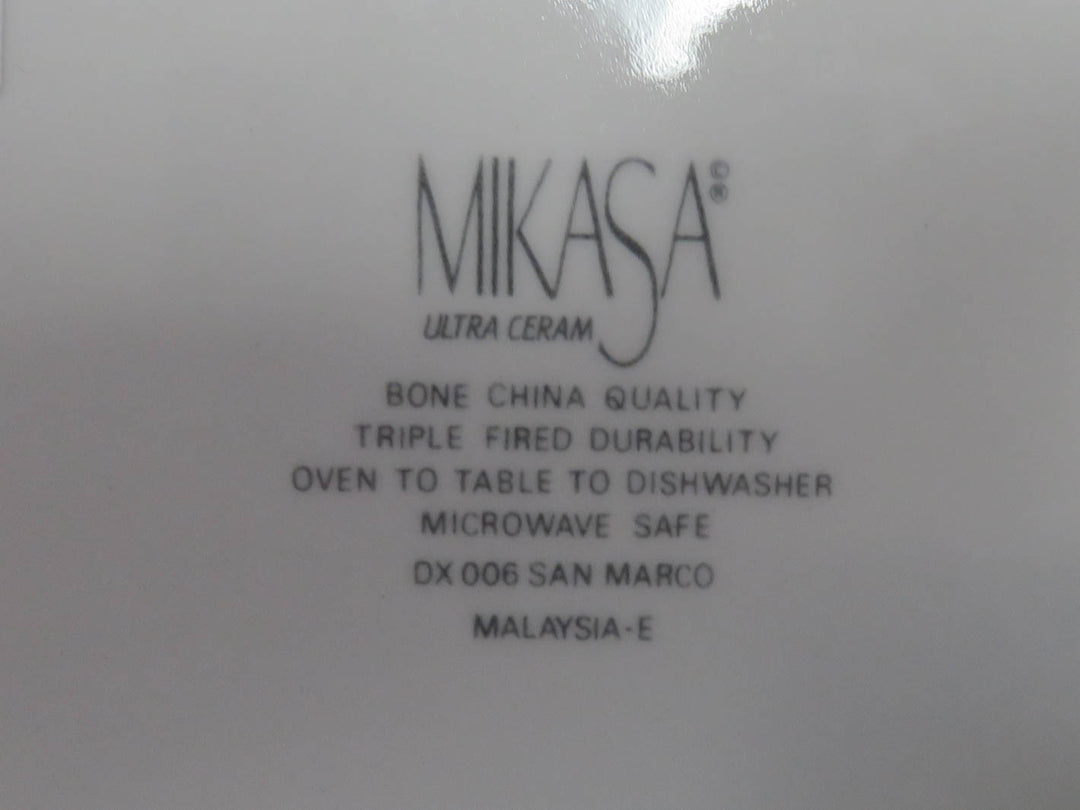 MIKASA©®
ULTRA CERAM
BONE CHINA QUALITY
TRIPLE FIRED DURABILITY
OVEN TO TABLE TO DISHWASHER
MICROWAVE SAFE
DX 006 SAN MARCO
MALAYSIA-E